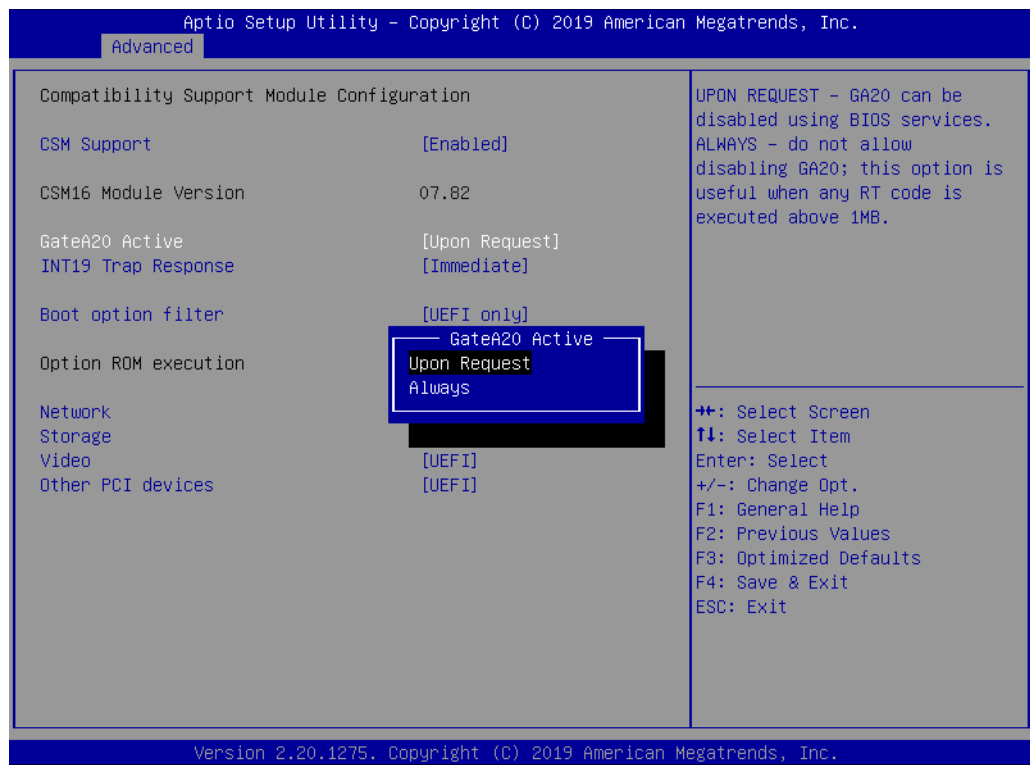 Aptio Setup Utility – Copyright (C) 2019 American Megatrends, Inc.
Advanced
Compatibility Support Module Configuration
CSM Support [Enabled]
CSM16 Module Version 07.82
GateA20 Active [Upon Request]
INT19 Trap Response [Immediate]
Boot option filter [UEFI only]
Option ROM execution
Network
Storage
Video [UEFI]
Other PCI devices [UEFI]
GateA20 Active
Upon Request
Always
UPON REQUEST – GA20 can be
disabled using BIOS services.
ALWAYS – do not allow
disabling GA20; this option is
useful when any RT code is
executed above 1MB.
→←: Select Screen
↑↓: Select Item
Enter: Select
+/-: Change Opt.
F1: General Help
F2: Previous Values
F3: Optimized Defaults
F4: Save & Exit
ESC: Exit
Version 2.20.1275. Copyright (C) 2019 American Megatrends, Inc.